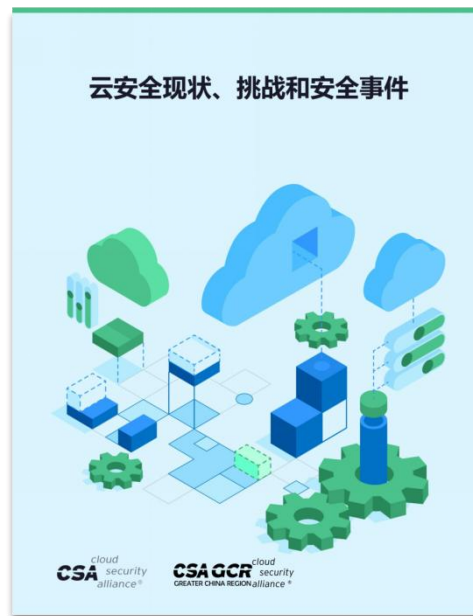 云安全现状、挑战和安全事件
CSA cloud security alliance®
CSA GCR cloud security alliance®
GREATER CHINA REGION